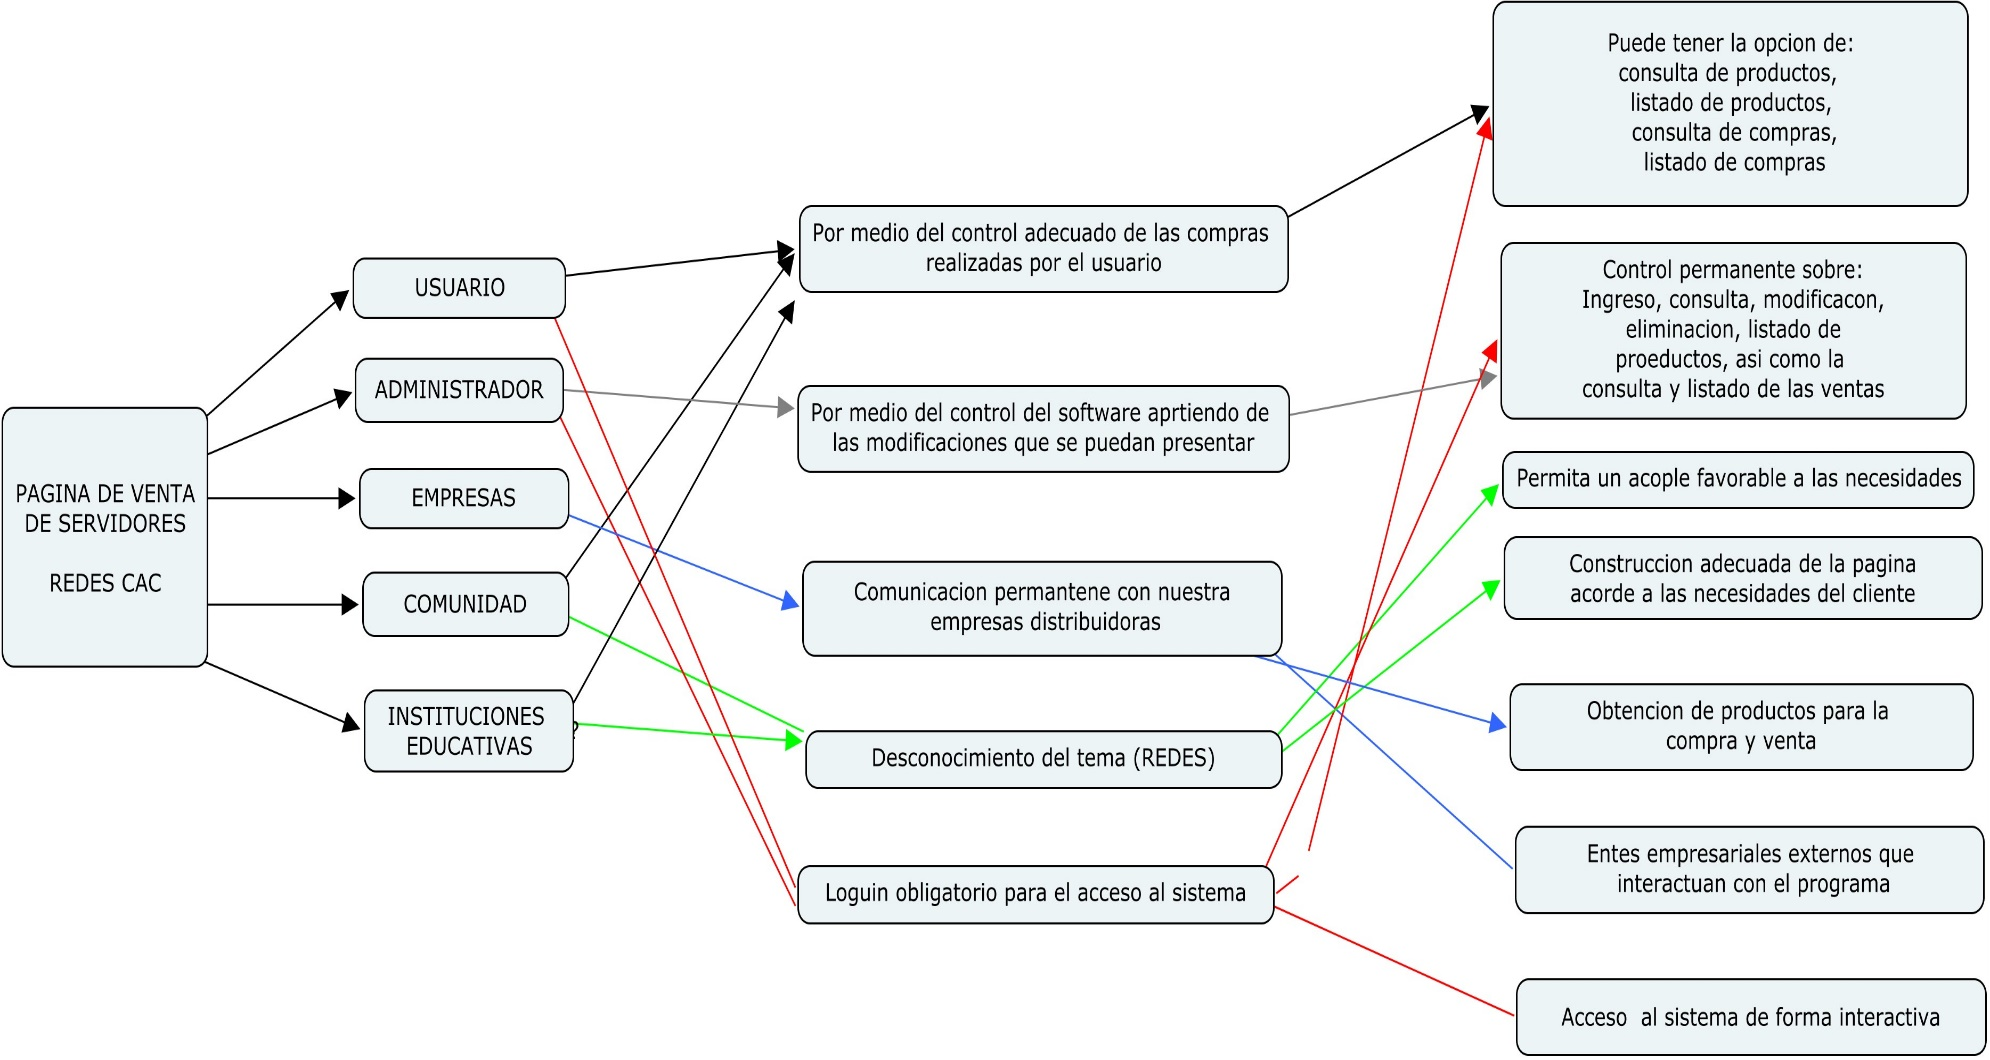 PAGINA DE VENTA
DE SERVIDORES
REDES CAC
USUARIO
ADMINISTRADOR
EMPRESAS
COMUNIDAD
INSTITUCIONES
EDUCATIVAS
Por medio del control adecuado de las compras
realizadas por el usuario
Por medio del control del software aprtiendo de
las modificaciones que se puedan presentar
Comunicacion permantene con nuestra
empresas distribuidoras
Desconocimiento del tema (REDES)
Loguin obligatorio para el acceso al sistema
Puede tener la opcion de:
consulta de productos,
listado de productos,
consulta de compras,
listado de compras
Control permanente sobre:
Ingreso, consulta, modificacon,
eliminacion, listado de
proeductos, asi como la
consulta y listado de las ventas
Permita un acople favorable a las necesidades
Construccion adecuada de la pagina
acorde a las necesidades del cliente
Obtencion de productos para la
compra y venta
Entes empresariales externos que
interactuan con el programa
Acceso al sistema de forma interactiva